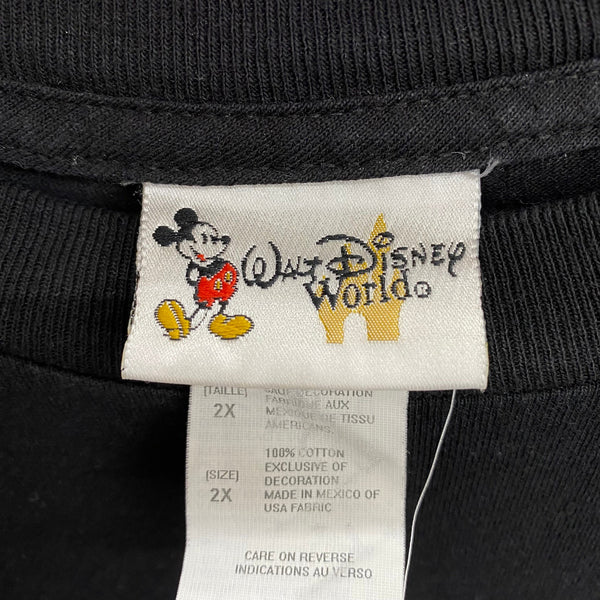 WALT DISNEY
World®
[TAILLE]
2X
SAUF DECORATION
FABRIQUE AUX
MEXIQUE DE TISSU
AMERICANS.
[SIZE]
2X
100% COTTON
EXCLUSIVE OF
DECORATION
MADE IN MEXICO OF
USA FABRIC
CARE ON REVERSE
INDICATIONS AU VERSO